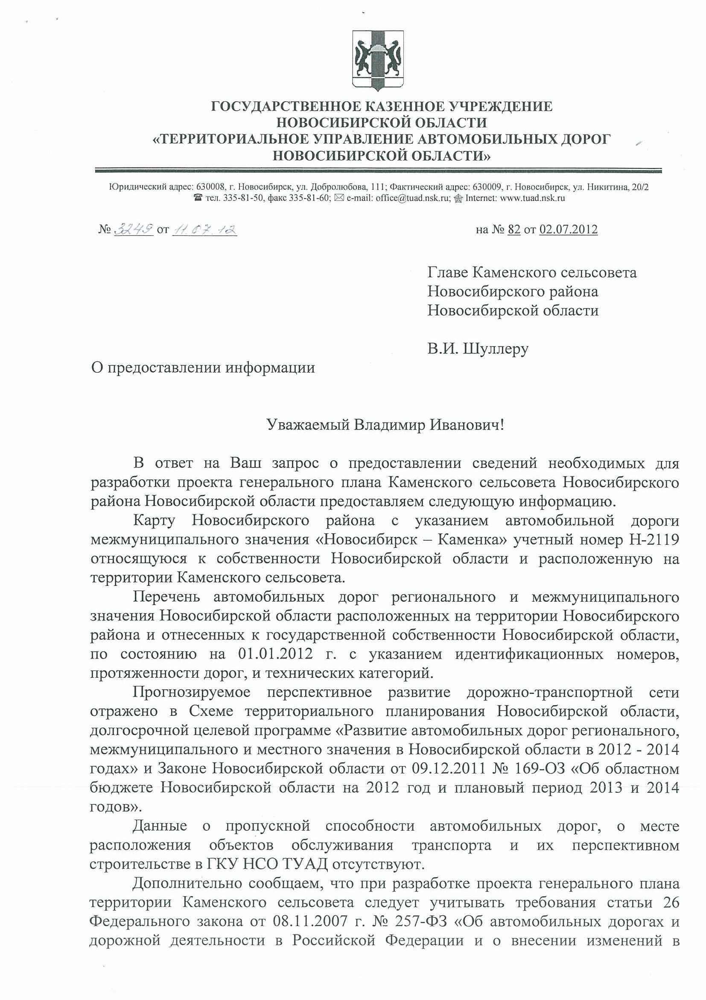 ГОСУДАРСТВЕННОЕ КАЗЕННОЕ УЧРЕЖДЕНИЕ
НОВОСИБИРСКОЙ ОБЛАСТИ
«ТЕРРИТОРИАЛЬНОЕ УПРАВЛЕНИЕ АВТОМОБИЛЬНЫХ ДОРОГ
НОВОСИБИРСКОЙ ОБЛАСТИ»
Юридический адрес: 630008, г. Новосибирск, ул. Добролюбова, 111; Фактический адрес: 630009, г. Новосибирск, ул. Никитина, 20/2
☎ тел. 335-81-50, факс 335-81-60; ✉ e-mail: office@tuad.nsk.ru; Internet: www.tuad.nsk.ru
№ 3249 от 11.07.12 на № 82 от 02.07.2012
Главе Каменского сельсовета
Новосибирского района
Новосибирской области
В.И. Шуллеру
О предоставлении информации
Уважаемый Владимир Иванович!
В ответ на Ваш запрос о предоставлении сведений необходимых для
разработки проекта генерального плана Каменского сельсовета Новосибирского
района Новосибирской области предоставляем следующую информацию.
Карту Новосибирского района с указанием автомобильной дороги
межмуниципального значения «Новосибирск – Каменка» учетный номер Н-2119
относящуюся к собственности Новосибирской области и расположенную на
территории Каменского сельсовета.
Перечень автомобильных дорог регионального и межмуниципального
значения Новосибирской области расположенных на территории Новосибирского
района и отнесенных к государственной собственности Новосибирской области,
по состоянию на 01.01.2012 г. с указанием идентификационных номеров,
протяженности дорог, и технических категорий.
Прогнозируемое перспективное развитие дорожно-транспортной сети
отражено в Схеме территориального планирования Новосибирской области,
долгосрочной целевой программе «Развитие автомобильных дорог регионального,
межмуниципального и местного значения в Новосибирской области в 2012 - 2014
годах» и Законе Новосибирской области от 09.12.2011 № 169-ОЗ «Об областном
бюджете Новосибирской области на 2012 год и плановый период 2013 и 2014
годов».
Данные о пропускной способности автомобильных дорог, о месте
расположения объектов обслуживания транспорта и их перспективном
строительстве в ГКУ НСО ТУАД отсутствуют.
Дополнительно сообщаем, что при разработке проекта генерального плана
территории Каменского сельсовета следует учитывать требования статьи 26
Федерального закона от 08.11.2007 г. № 257-ФЗ «Об автомобильных дорогах и
дорожной деятельности в Российской Федерации и о внесении изменений в